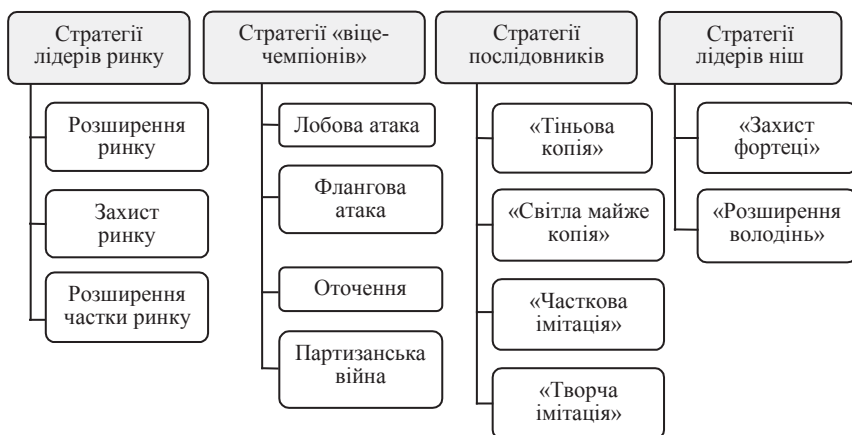 Стратегії
лідерів ринку
Розширення
ринку
Захист
ринку
Розширення
частки ринку
Стратегії «віце-
чемпіонів»
Лобова атака
Флангова
атака
Оточення
Партизанська
війна
Стратегії
послідовників
«Тіньова
копія»
«Світла майже
копія»
«Часткова
імітація»
«Творча
імітація»
Стратегії
лідерів ніш
«Захист
фортеці»
«Розширення
володінь»